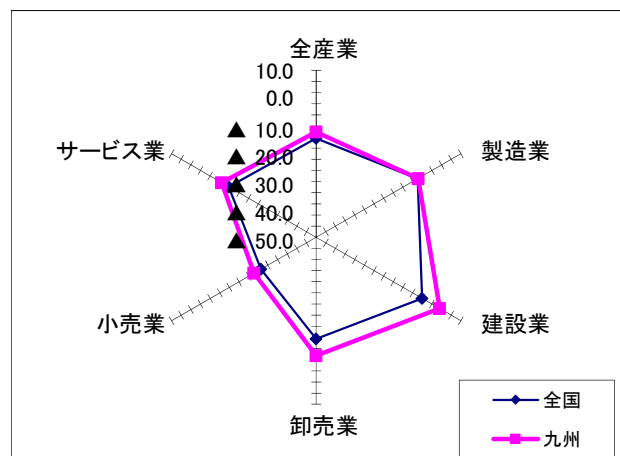 全産業
10.0
0.0
▲ 10.0
▲ 20.0
▲ 30.0
▲ 40.0
▲ 50.0
サービス業
製造業
小売業
建設業
卸売業
全国
九州